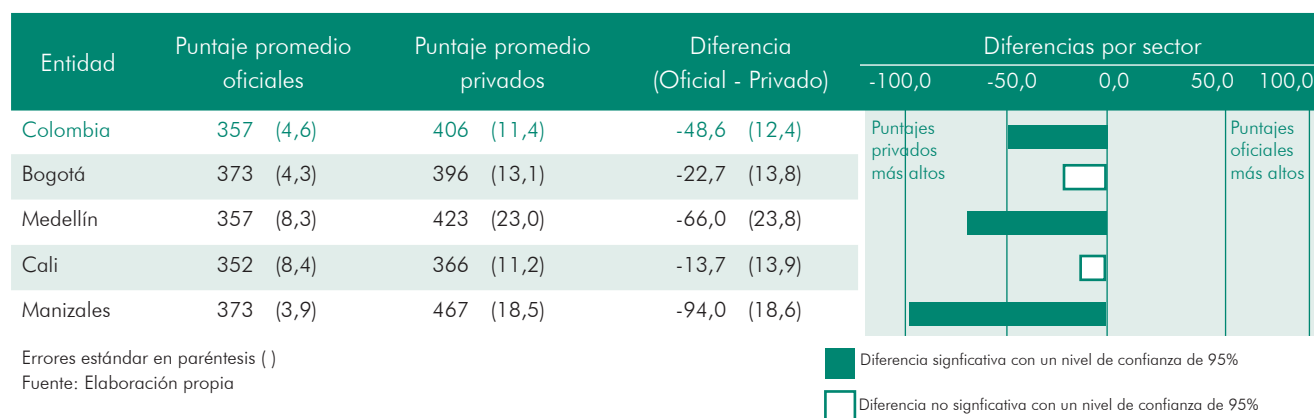 Entidad
Puntaje promedio
oficiales
Puntaje promedio
privados
Diferencia
(Oficial - Privado)
Diferencias por sector
-100,0 -50,0 0,0 50,0 100,0
Colombia 357 (4,6) 406 (11,4) -48,6 (12,4)
Bogotá 373 (4,3) 396 (13,1) -22,7 (13,8)
Medellín 357 (8,3) 423 (23,0) -66,0 (23,8)
Cali 352 (8,4) 366 (11,2) -13,7 (13,9)
Manizales 373 (3,9) 467 (18,5) -94,0 (18,6)
Puntajes
privados
más altos
Puntajes
oficiales
más altos
Errores estándar en paréntesis ( )
Fuente: Elaboración propia
Diferencia signficativa con un nivel de confianza de 95%
Diferencia no signficativa con un nivel de confianza de 95%